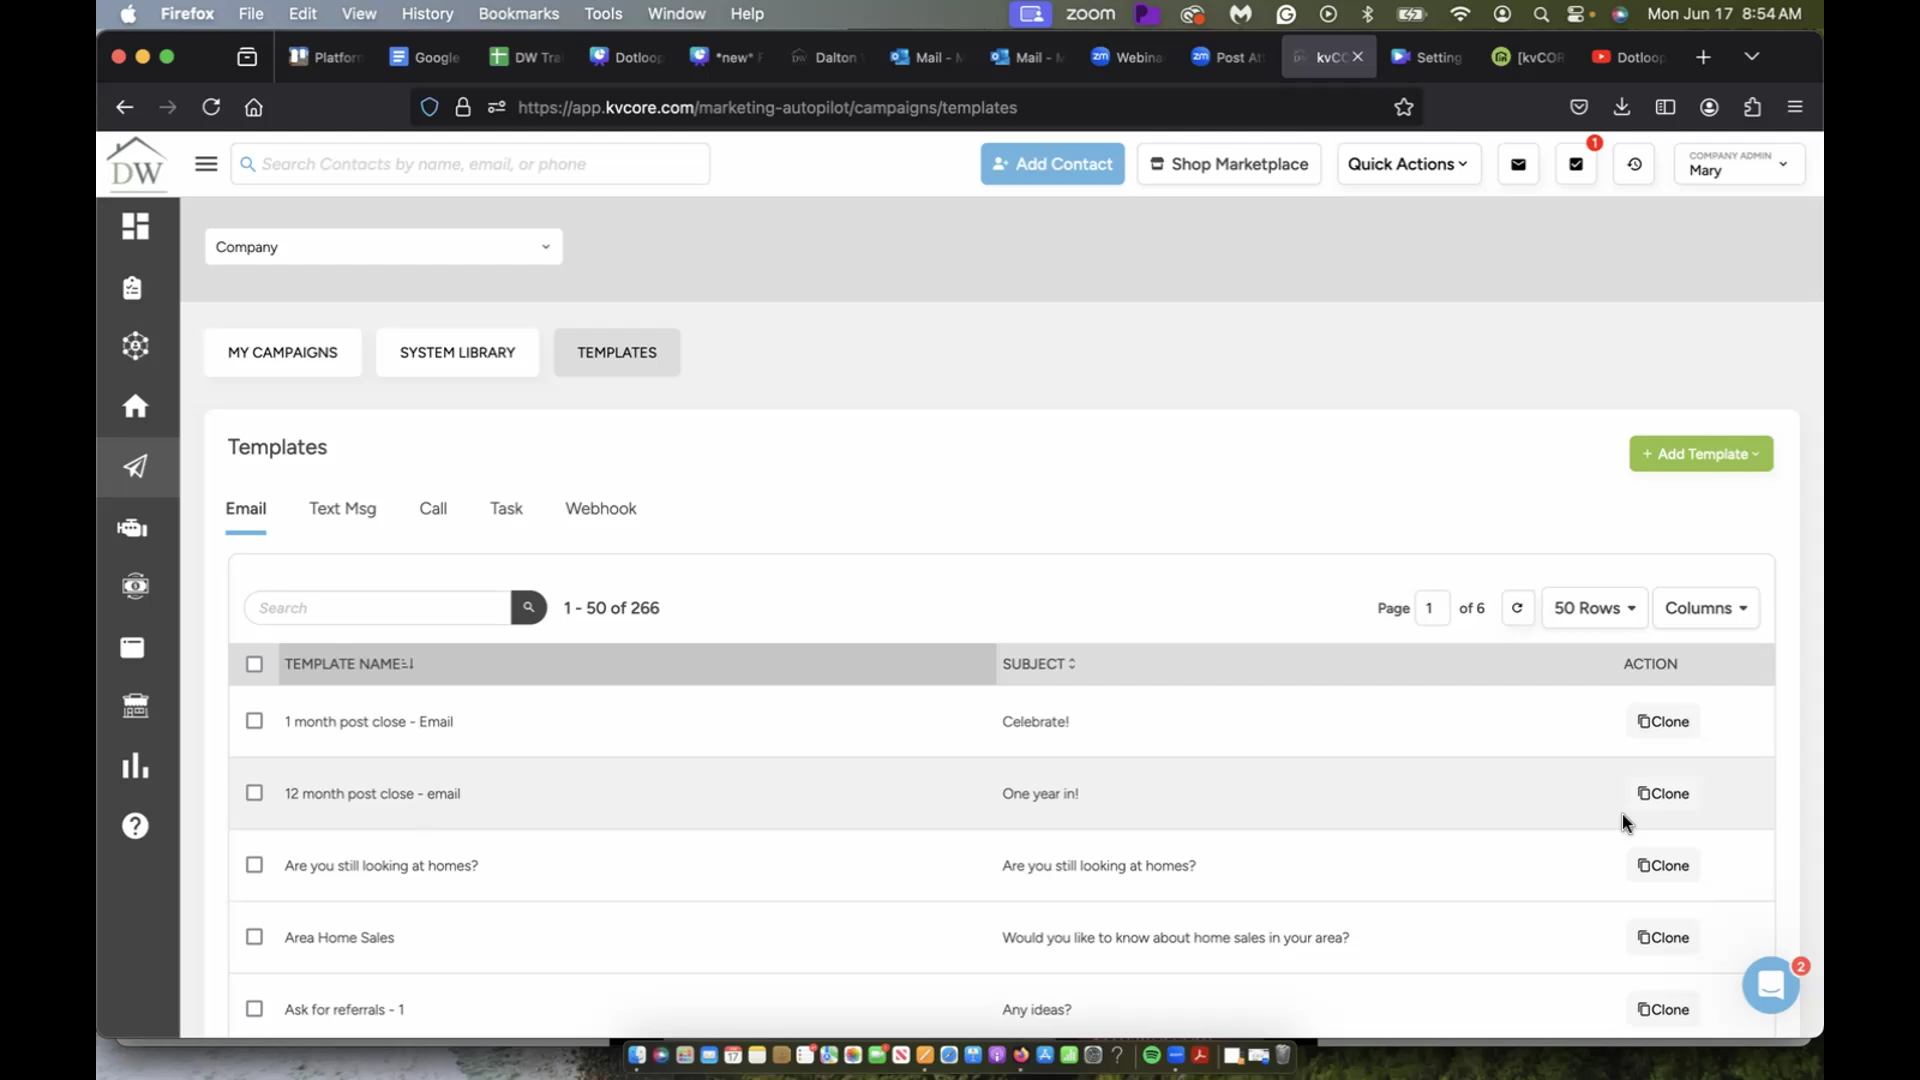 Firefox File Edit View History Bookmarks Tools Window Help zoom Mon Jun 17 8:54 AM
Platforn Google DW Trai Dotloop *new* F Dalton Mail - M Mail - M Webina Post At kvCC Setting [kvCOR Dotloop
https://app.kvcore.com/marketing-autopilot/campaigns/templates
DW
Search Contacts by name, email, or phone
Add Contact
Shop Marketplace
Quick Actions
1
COMPANY ADMIN
Mary
Company
MY CAMPAIGNS SYSTEM LIBRARY TEMPLATES
Templates
+ Add Template
Email Text Msg Call Task Webhook
Search 1 - 50 of 266 Page 1 of 6 50 Rows Columns
TEMPLATE NAME SUBJECT ACTION
1 month post close - Email Celebrate! Clone
12 month post close - email One year in! Clone
Are you still looking at homes? Are you still looking at homes? Clone
Area Home Sales Would you like to know about home sales in your area? Clone
Ask for referrals - 1 Any ideas? Clone
2
17